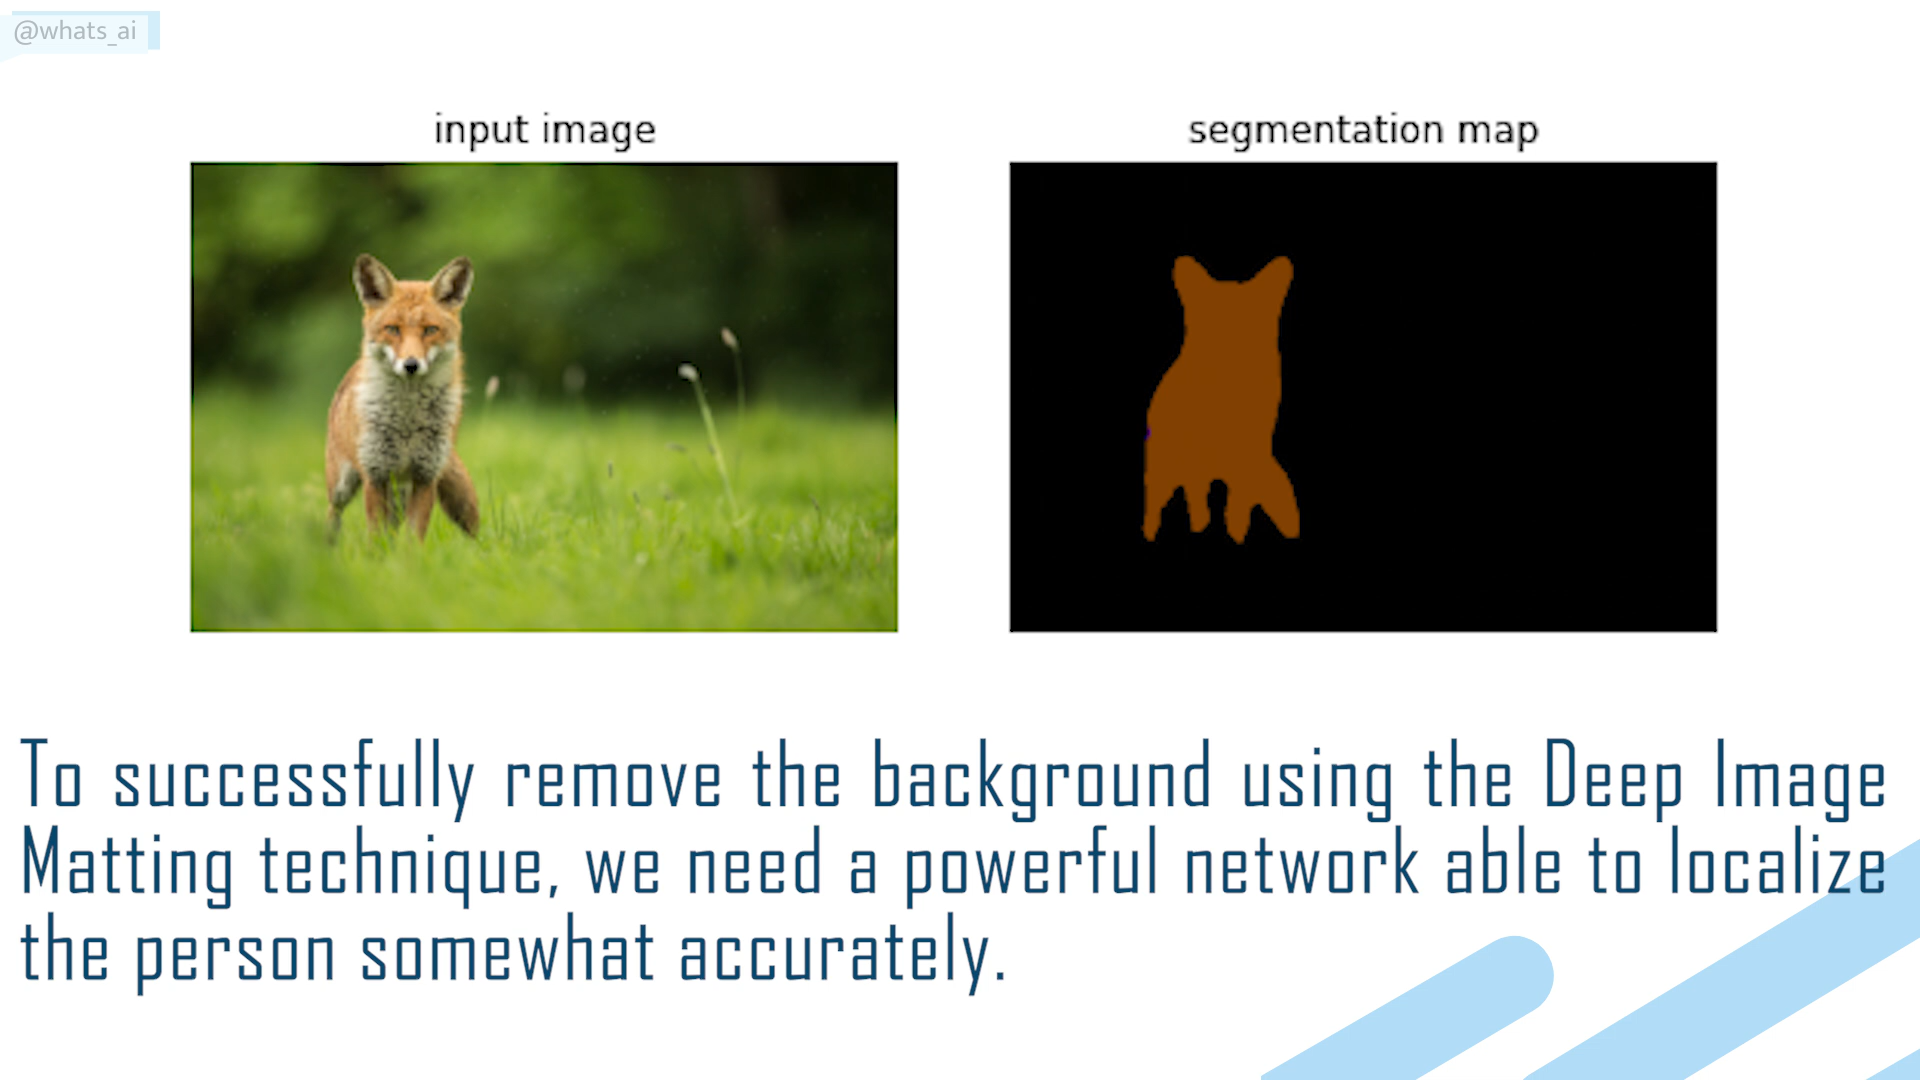 @whats_ai
input image
segmentation map
To successfully remove the background using the Deep Image
Matting technique, we need a powerful network able to localize
the person somewhat accurately.